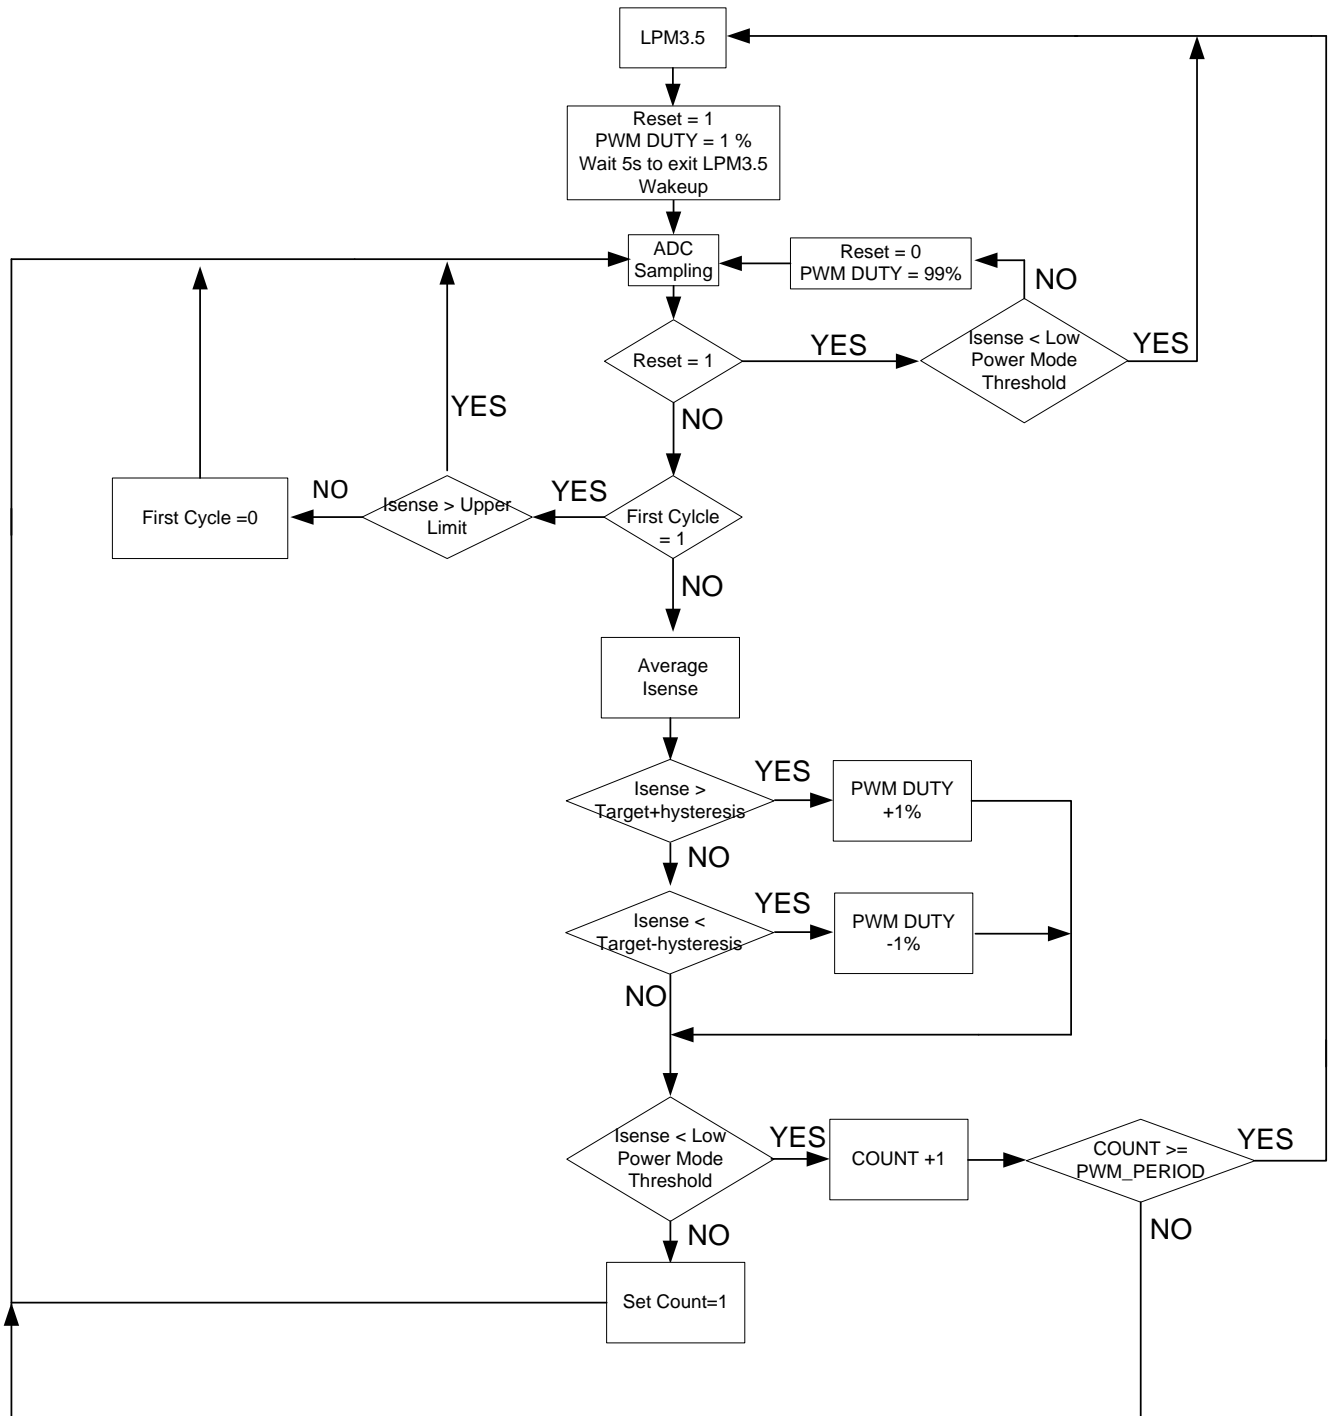 LPM3.5
Reset = 1
PWM DUTY = 1 %
Wait 5s to exit LPM3.5
Wakeup
ADC
Sampling
Reset = 0
PWM DUTY = 99%
NO
Reset = 1
YES
Isense < Low
Power Mode
Threshold
YES
NO
YES
First Cycle =0
NO
Isense > Upper
Limit
YES
First Cylcle
= 1
NO
Average
Isense
Isense >
Target+hysteresis
YES
PWM DUTY
+1%
NO
Isense <
Target-hysteresis
YES
PWM DUTY
-1%
NO
Isense < Low
Power Mode
Threshold
YES
COUNT +1
COUNT >=
PWM_PERIOD
YES
NO
NO
Set Count=1